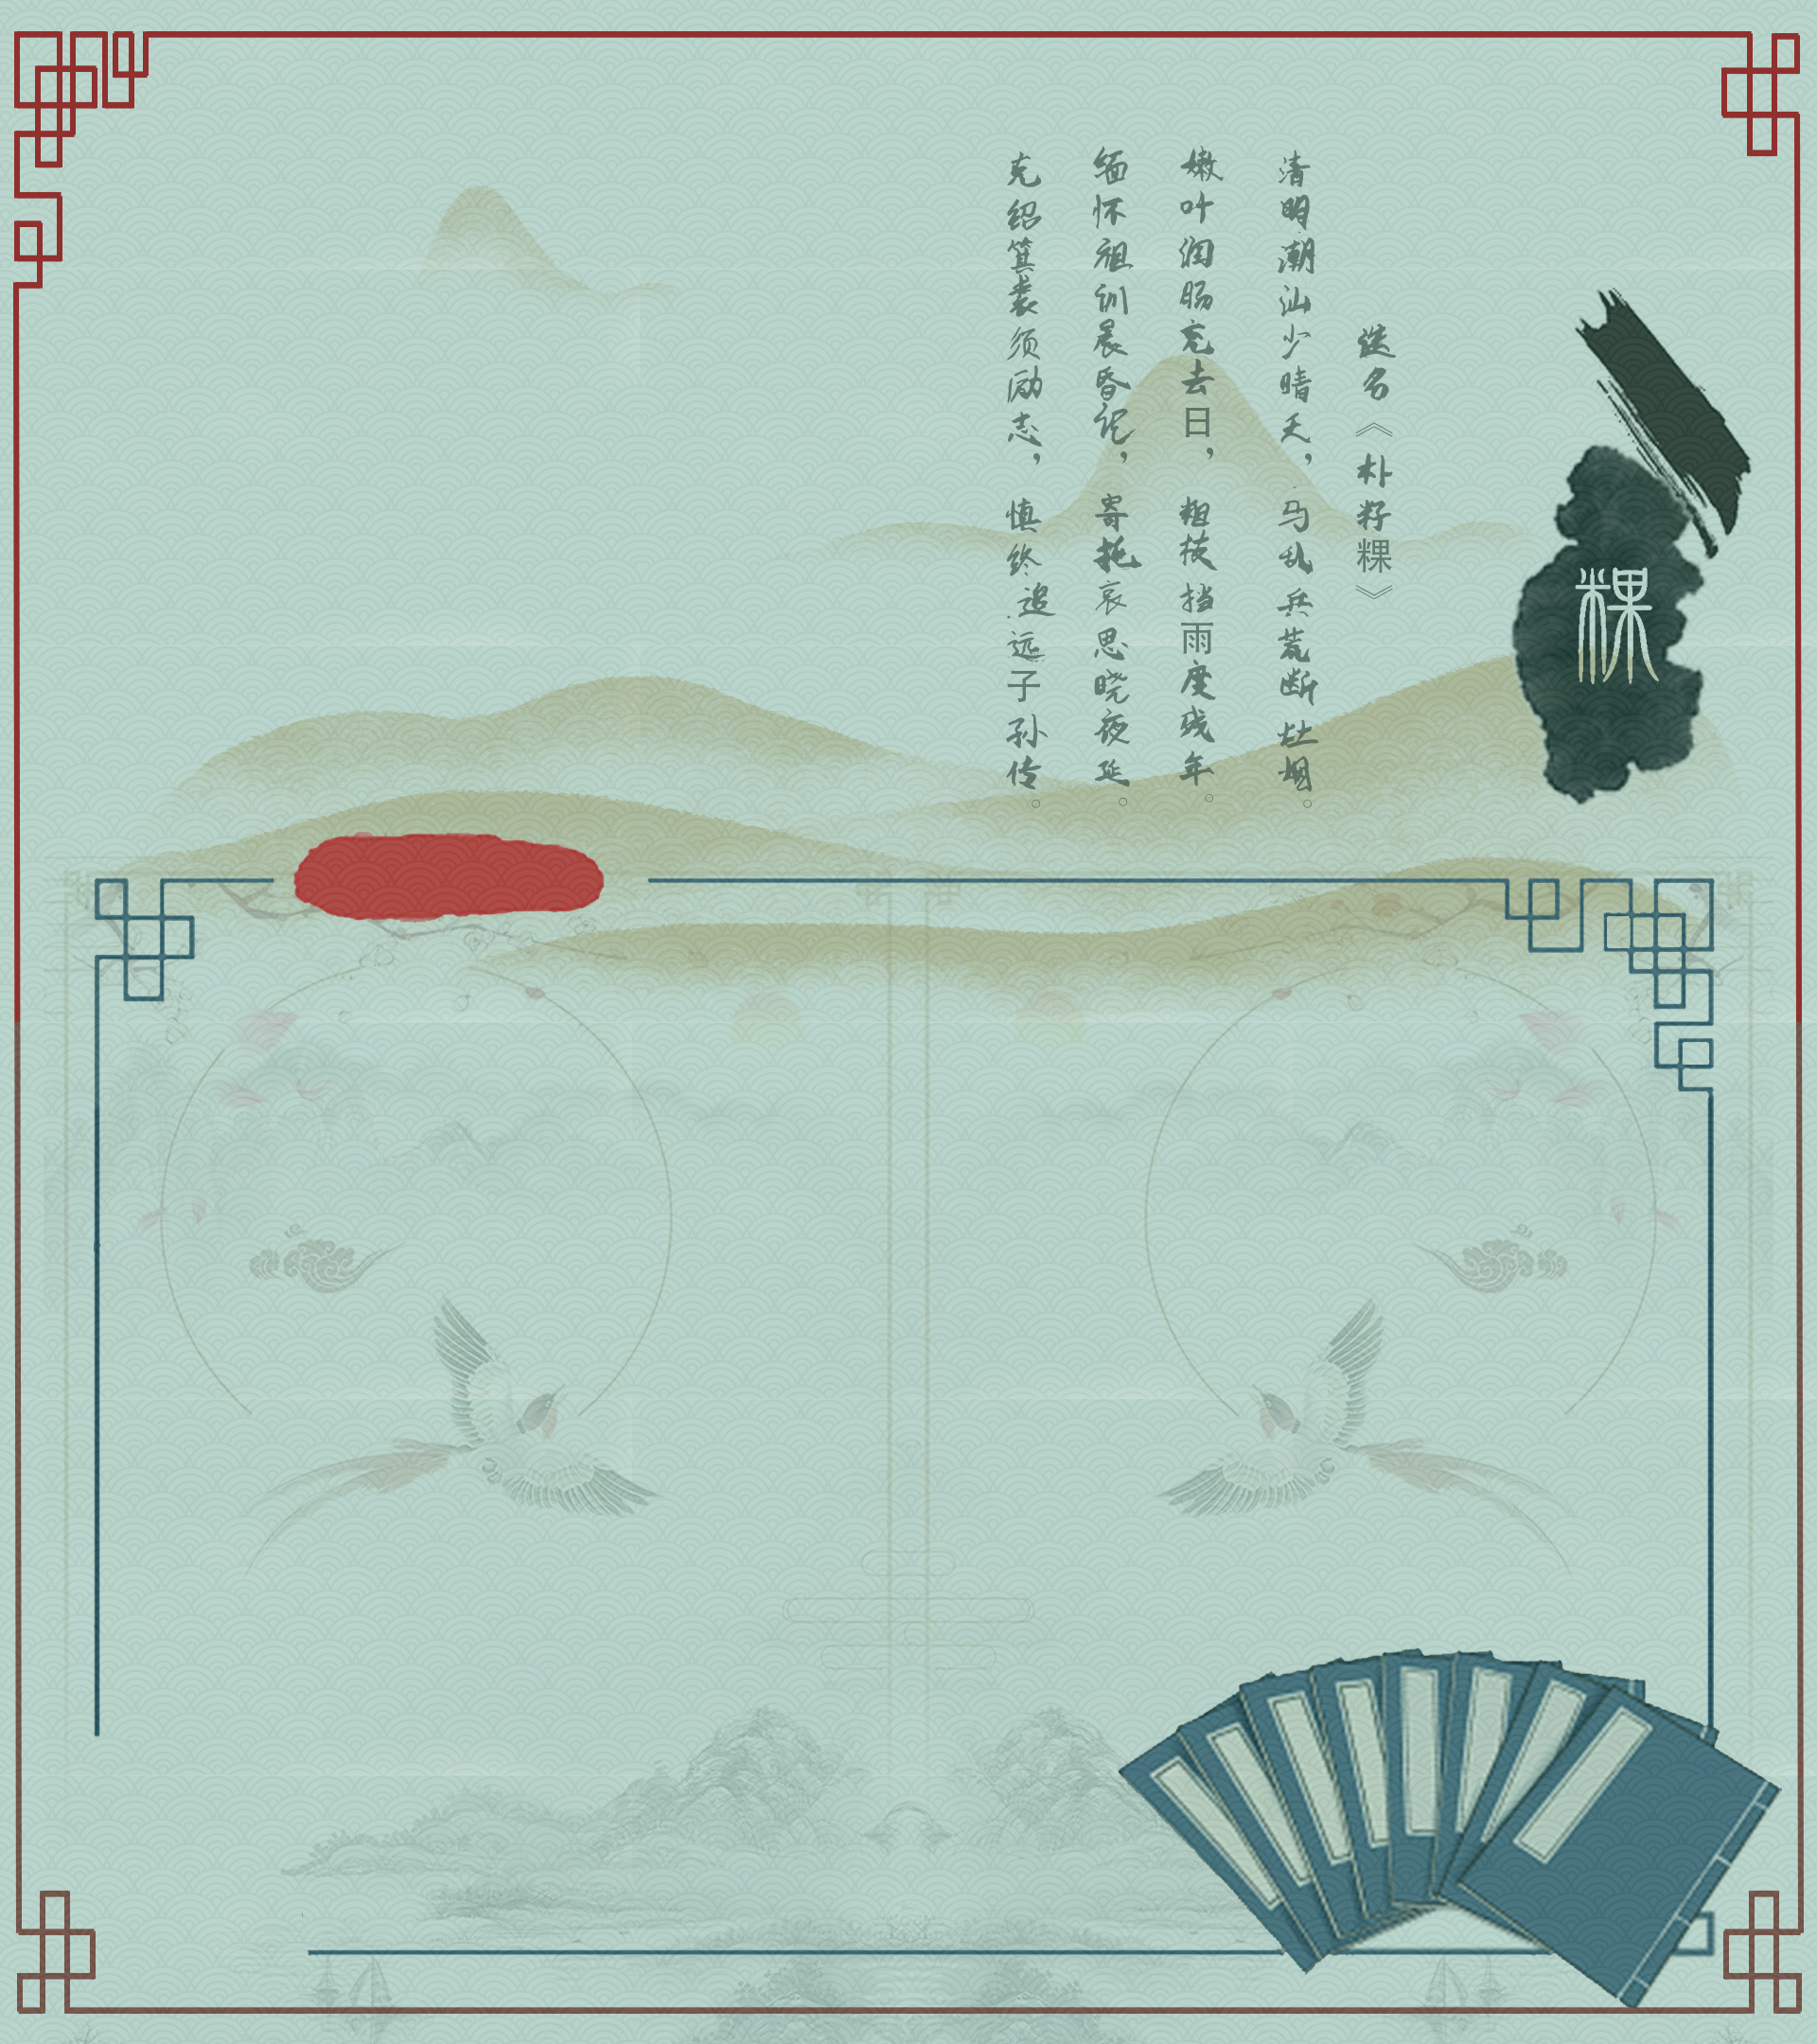 粿
迭名《朴籽粿》
清明潮汕少晴天，马乱兵荒断灶烟。
嫩叶润肠充去日，粗枝挡雨度残年。
缅怀祖训晨昏记，寄托哀思晓夜延。
克绍箕裘须励志，慎终追远子孙传。